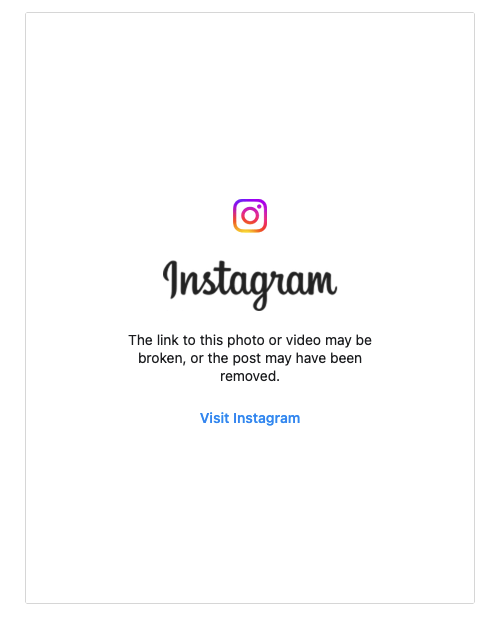 Instagram
The link to this photo or video may be
broken, or the post may have been
removed.
Visit Instagram